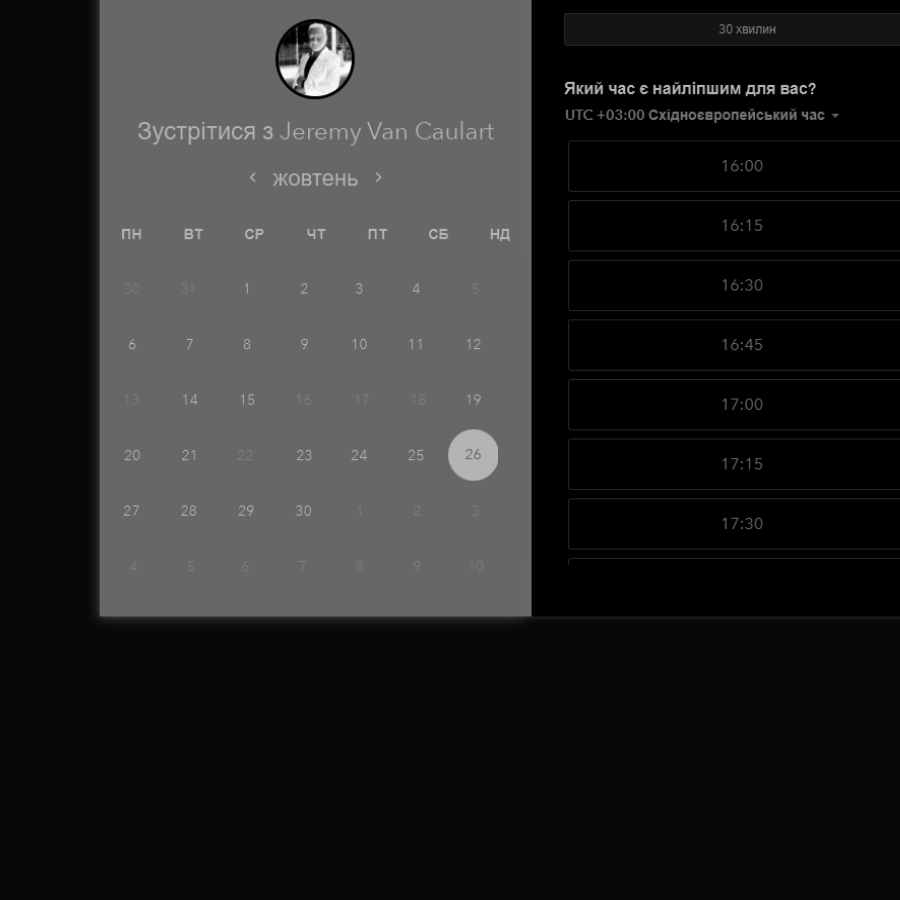 Зустрітися з Jeremy Van Caulart
жовтень
ПН ВТ СР ЧТ ПТ СБ НД
30 31 1 2 3 4 5
6 7 8 9 10 11 12
13 14 15 16 17 18 19
20 21 22 23 24 25 26
27 28 29 30 1 2 3
4 5 6 7 8 9 10
30 хвилин
Який час є найліпшим для вас?
UTC +03:00 Східноєвропейський час
16:00
16:15
16:30
16:45
17:00
17:15
17:30